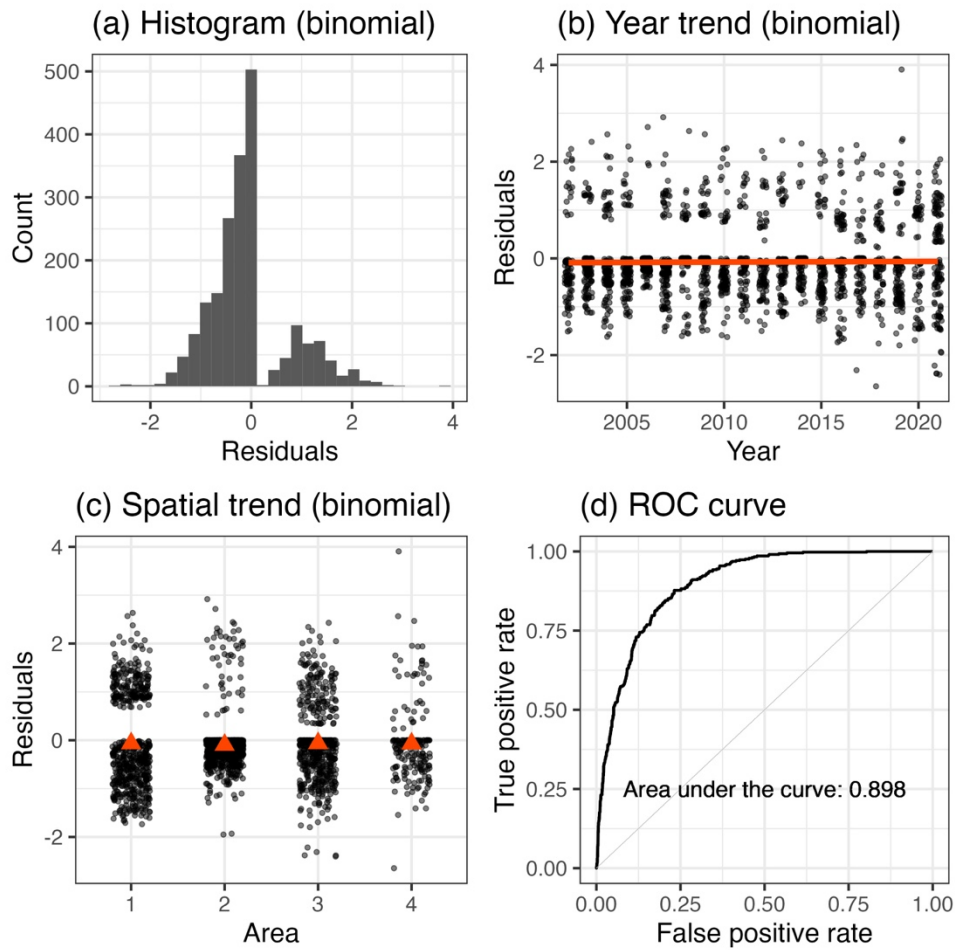 (a) Histogram (binomial)
500
400
300
200
100
0
Count
-2
0
2
4
Residuals
(b) Year trend (binomial)
4
2
0
-2
Residuals
2005
2010
2015
2020
Year
(c) Spatial trend (binomial)
4
2
0
-2
Residuals
1
2
3
4
Area
(d) ROC curve
1.00
0.75
0.50
0.25
0.00
True positive rate
Area under the curve: 0.898
0.00
0.25
0.50
0.75
1.00
False positive rate